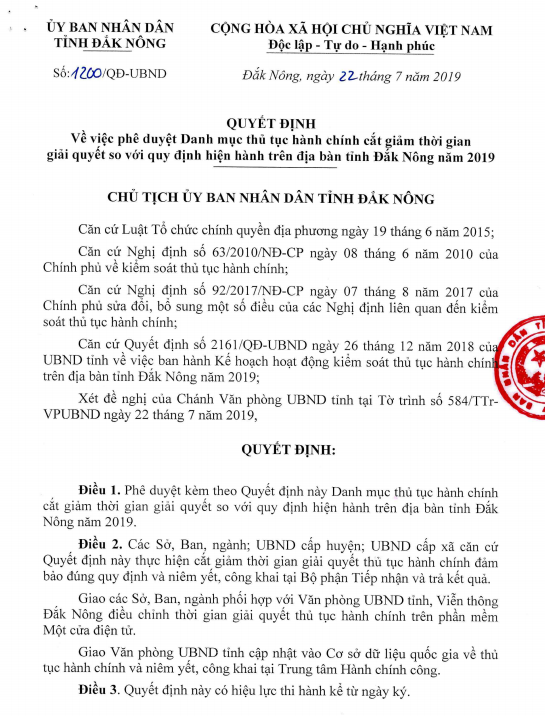 ỦY BAN NHÂN DÂN
TỈNH ĐẮK NÔNG
CỘNG HÒA XÃ HỘI CHỦ NGHĨA VIỆT NAM
Độc lập - Tự do - Hạnh phúc
Số:1200/QĐ-UBND
Đắk Nông, ngày 22 tháng 7 năm 2019
QUYẾT ĐỊNH
Về việc phê duyệt Danh mục thủ tục hành chính cắt giảm thời gian
giải quyết so với quy định hiện hành trên địa bàn tỉnh Đắk Nông năm 2019
CHỦ TỊCH ỦY BAN NHÂN DÂN TỈNH ĐẮK NÔNG
Căn cứ Luật Tổ chức chính quyền địa phương ngày 19 tháng 6 năm 2015;
Căn cứ Nghị định số 63/2010/NĐ-CP ngày 08 tháng 6 năm 2010 của
Chính phủ về kiểm soát thủ tục hành chính;
Căn cứ Nghị định số 92/2017/NĐ-CP ngày 07 tháng 8 năm 2017 của
Chính phủ sửa đổi, bổ sung một số điều của các Nghị định liên quan đến kiểm
soát thủ tục hành chính;
Căn cứ Quyết định số 2161/QĐ-UBND ngày 26 tháng 12 năm 2018 của
UBND tỉnh về việc ban hành Kế hoạch hoạt động kiểm soát thủ tục hành chính
trên địa bàn tỉnh Đắk Nông năm 2019;
Xét đề nghị của Chánh Văn phòng UBND tỉnh tại Tờ trình số 584/TTr-
VPUBND ngày 22 tháng 7 năm 2019,
QUYẾT ĐỊNH:
Điều 1. Phê duyệt kèm theo Quyết định này Danh mục thủ tục hành chính
cắt giảm thời gian giải quyết so với quy định hiện hành trên địa bàn tỉnh Đắk
Nông năm 2019.
Điều 2. Các Sở, Ban, ngành; UBND cấp huyện; UBND cấp xã căn cứ
Quyết định này thực hiện cắt giảm thời gian giải quyết thủ tục hành chính đảm
bảo đúng quy định và niêm yết, công khai tại Bộ phận Tiếp nhận và trả kết quả.
Giao các Sở, Ban, ngành phối hợp với Văn phòng UBND tỉnh, Viễn thông
Đắk Nông điều chỉnh thời gian giải quyết thủ tục hành chính trên phần mềm
Một cửa điện tử.
Giao Văn phòng UBND tỉnh cập nhật vào Cơ sở dữ liệu quốc gia về thủ
tục hành chính và niêm yết, công khai tại Trung tâm Hành chính công.
Điều 3. Quyết định này có hiệu lực thi hành kể từ ngày ký.